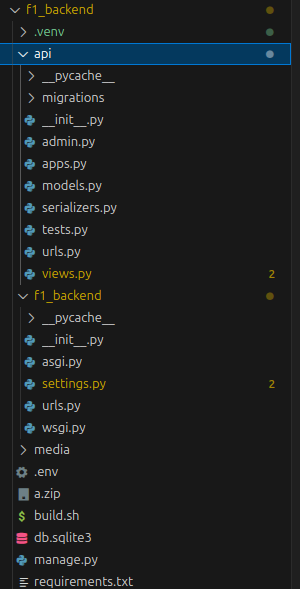 f1_backend
.venv
api
__pycache__
migrations
__init__.py
admin.py
apps.py
models.py
serializers.py
tests.py
urls.py
views.py 2
f1_backend
__pycache__
__init__.py
asgi.py
settings.py 2
urls.py
wsgi.py
media
.env
a.zip
$ build.sh
db.sqlite3
manage.py
requirements.txt